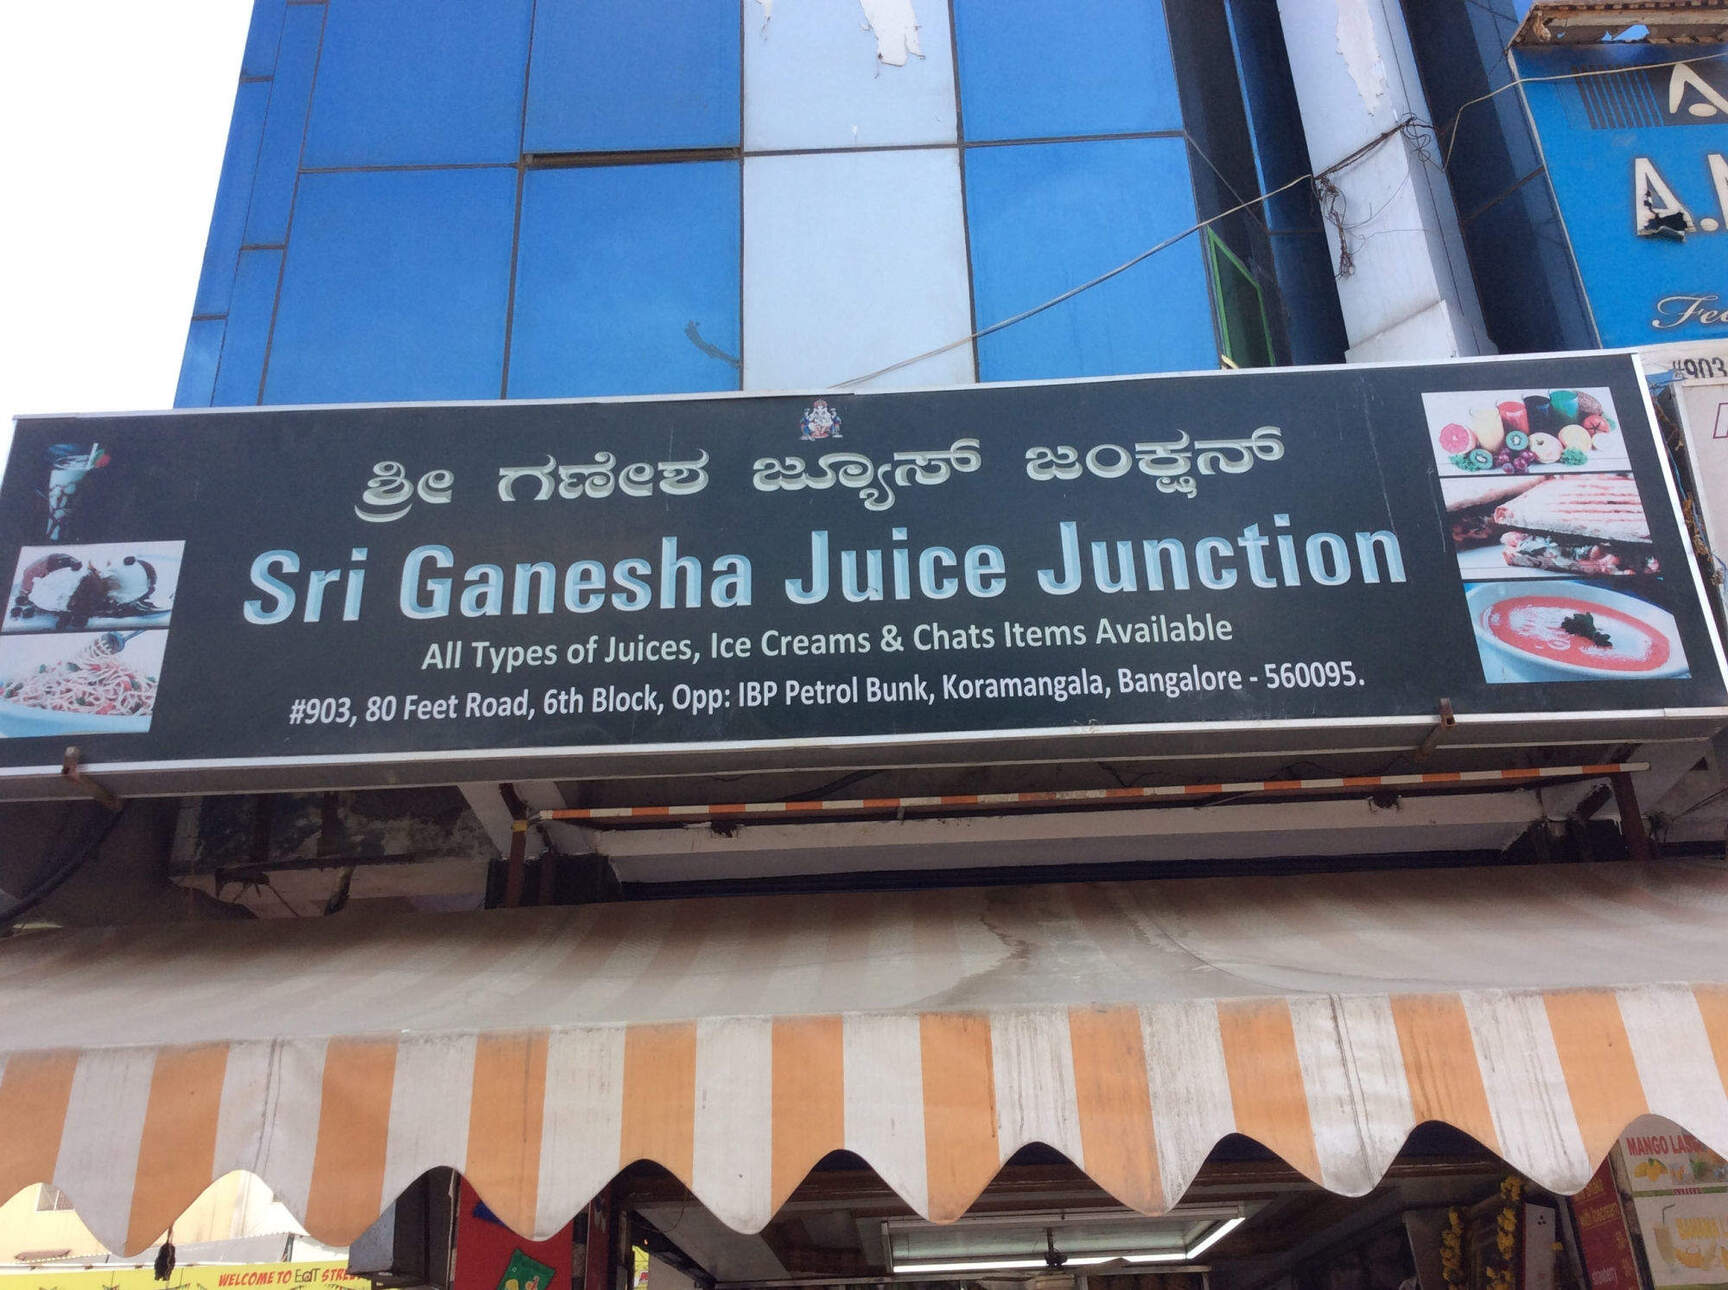 ಶ್ರೀ ಗಣೇಶ ಜ್ಯೂಸ್ ಜಂಕ್ಷನ್
Sri Ganesha Juice Junction
All Types of Juices, Ice Creams & Chats Items Available
#903, 80 Feet Road, 6th Block, Opp: IBP Petrol Bunk, Koramangala, Bangalore - 560095.
#903
WELCOME TO EAT
MANGO